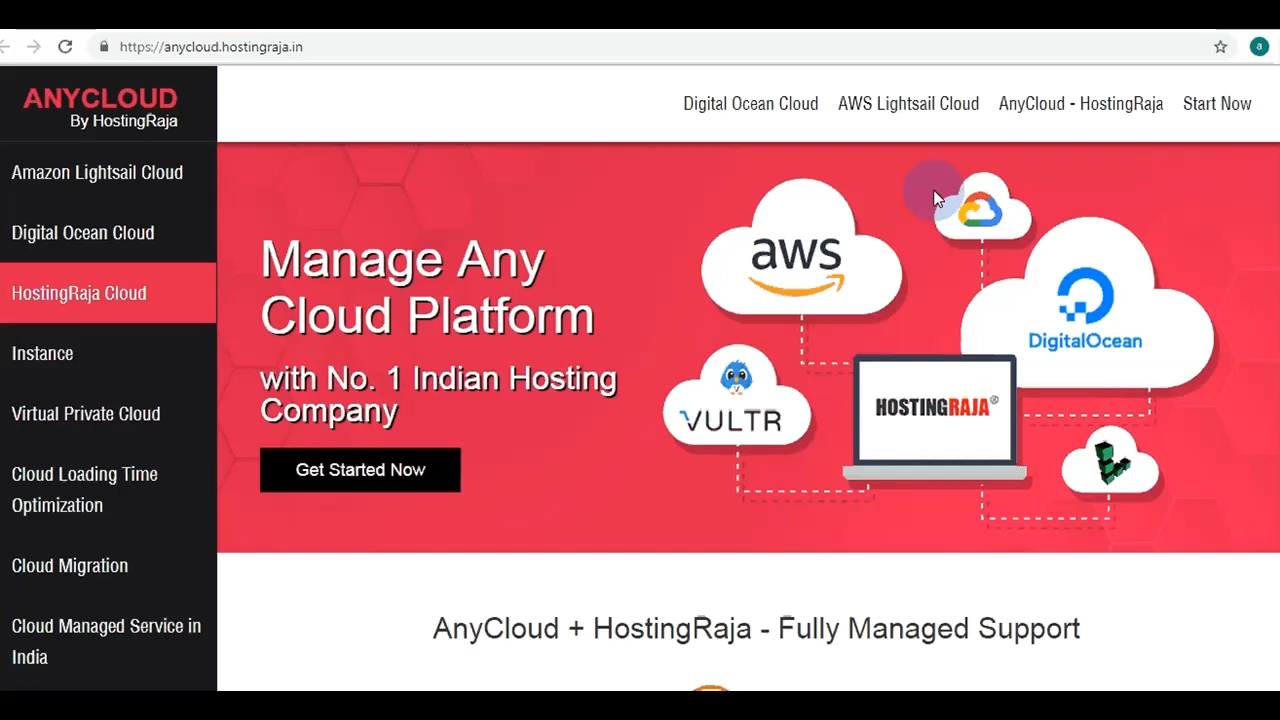 https://anycloud.hostingraja.in
a
ANYCLOUD
By HostingRaja
Digital Ocean Cloud
AWS Lightsail Cloud
AnyCloud - HostingRaja
Start Now
Amazon Lightsail Cloud
Digital Ocean Cloud
HostingRaja Cloud
Instance
Virtual Private Cloud
Cloud Loading Time
Optimization
Cloud Migration
Cloud Managed Service in
India
Manage Any
Cloud Platform
with No. 1 Indian Hosting
Company
Get Started Now
aws
DigitalOcean
VULTR
HOSTINGRAJA®
AnyCloud + HostingRaja - Fully Managed Support